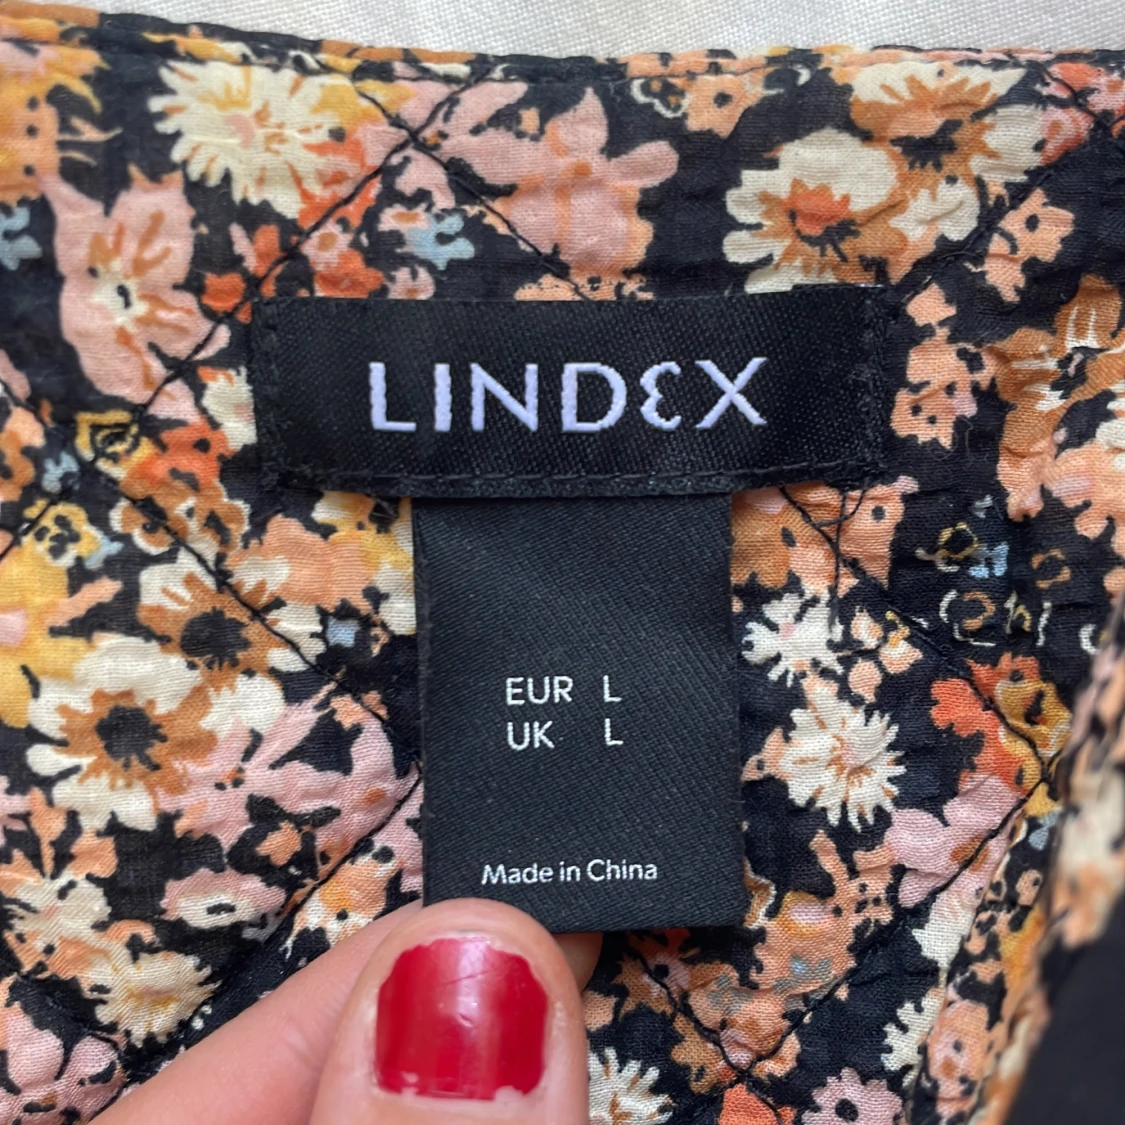 LINDEX
EUR L
UK L
Made in China